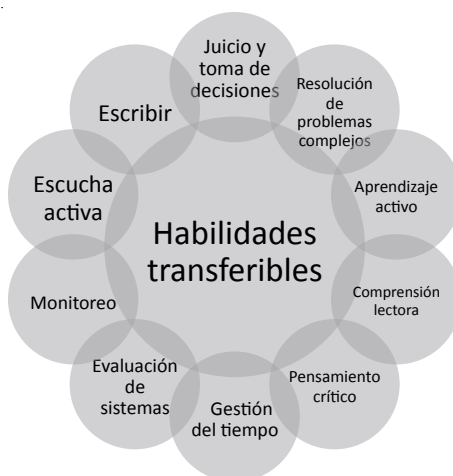 .
Juicio y
toma de
decisiones
Resolución
de
problemas
complejos
Aprendizaje
activo
Comprensión
lectora
Pensamiento
crítico
Gestión
del tiempo
Evaluación
de
sistemas
Monitoreo
Escucha
activa
Escribir
Habilidades
transferibles